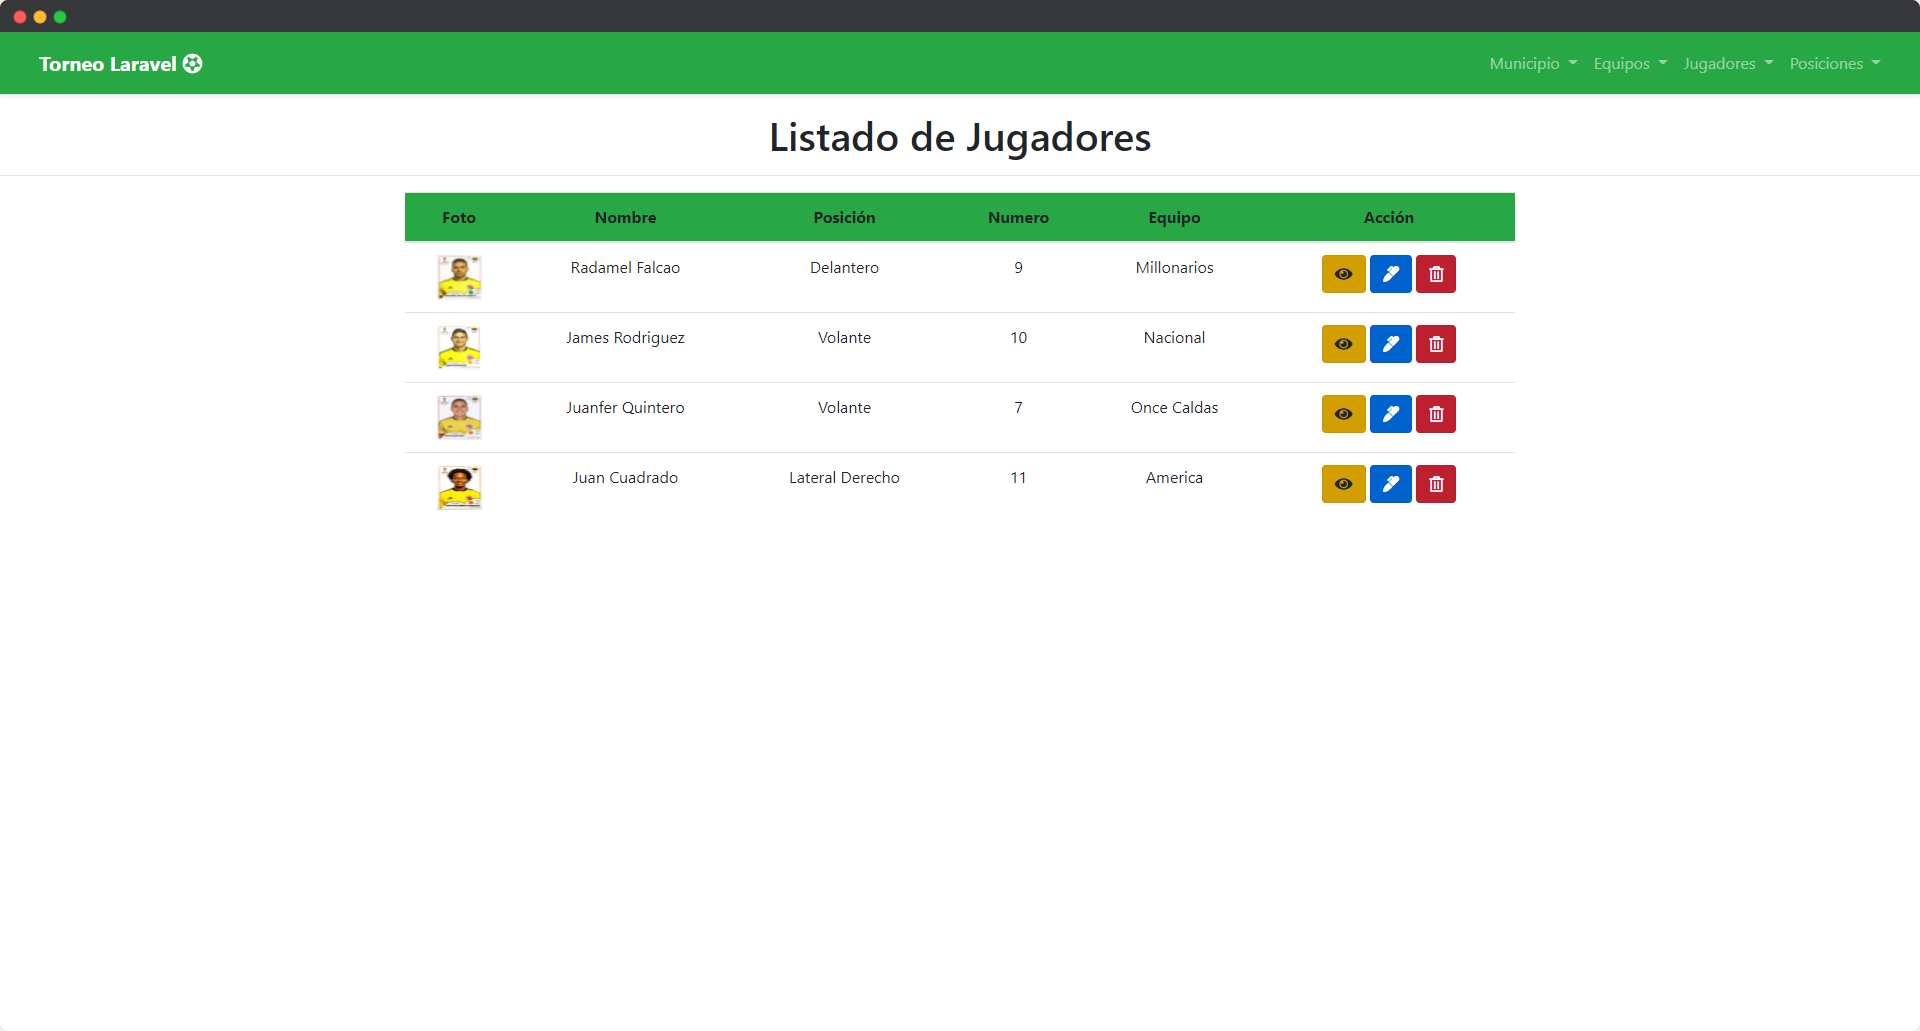 Torneo Laravel
Municipio Equipos Jugadores Posiciones
Listado de Jugadores
Foto Nombre Posición Numero Equipo Acción
Radamel Falcao Delantero 9 Millonarios
James Rodriguez Volante 10 Nacional
Juanfer Quintero Volante 7 Once Caldas
Juan Cuadrado Lateral Derecho 11 America